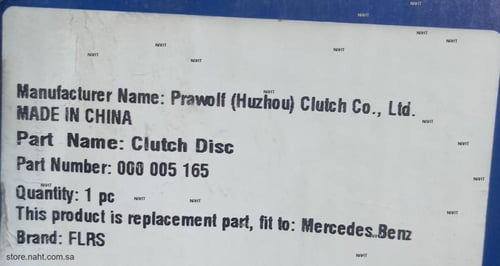 Manufacturer Name: Prawolf (Huzhou) Clutch Co., Ltd.
MADE IN CHINA
Part Name: Clutch Disc
Part Number: 000 005 165
Quantity: 1 pc
This product is replacement part, fit to: Mercedes..Benz
Brand: FLRS
store.naht.com.sa